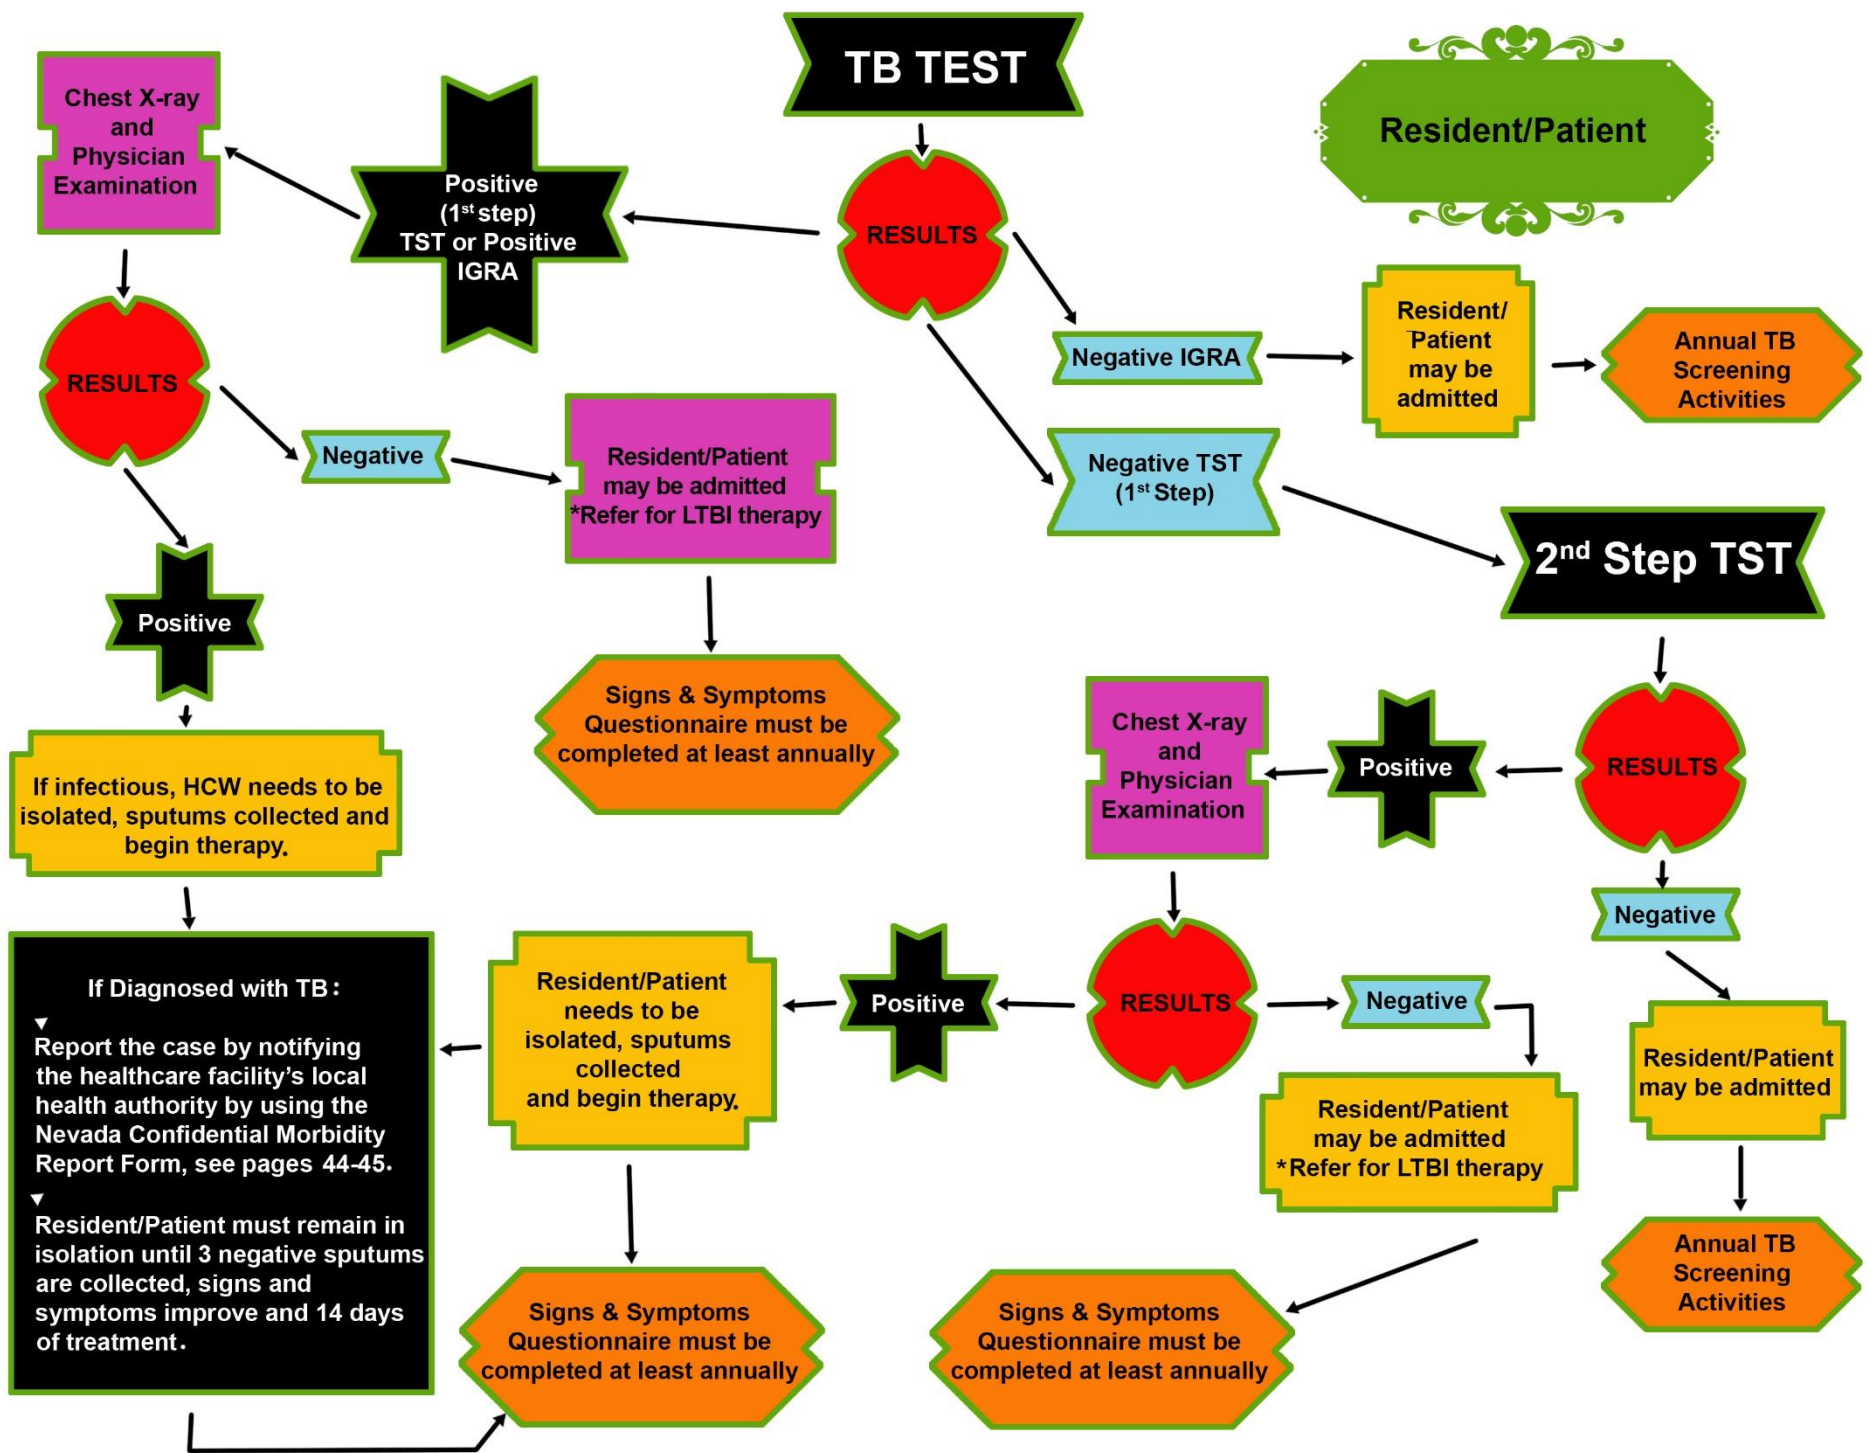 TB TEST
Resident/Patient
Chest X-ray
and
Physician
Examination
Positive
(1st step)
TST or Positive
IGRA
RESULTS
Negative IGRA
Resident/
Patient
may be
admitted
Annual TB
Screening
Activities
RESULTS
Negative
Resident/Patient
may be admitted
*Refer for LTBI therapy
Negative TST
(1st Step)
2nd Step TST
Positive
Signs & Symptoms
Questionnaire must be
completed at least annually
If infectious, HCW needs to be
isolated, sputums collected and
begin therapy.
Chest X-ray
and
Physician
Examination
Positive
RESULTS
Negative
If Diagnosed with TB:
Report the case by notifying
the healthcare facility's local
health authority by using the
Nevada Confidential Morbidity
Report Form, see pages 44-45.
Resident/Patient must remain in
isolation until 3 negative sputums
are collected, signs and
symptoms improve and 14 days
of treatment.
Resident/Patient
needs to be
isolated, sputums
collected
and begin therapy.
Positive
RESULTS
Negative
Resident/Patient
may be admitted
*Refer for LTBI therapy
Resident/Patient
may be admitted
Signs & Symptoms
Questionnaire must be
completed at least annually
Signs & Symptoms
Questionnaire must be
completed at least annually
Annual TB
Screening
Activities